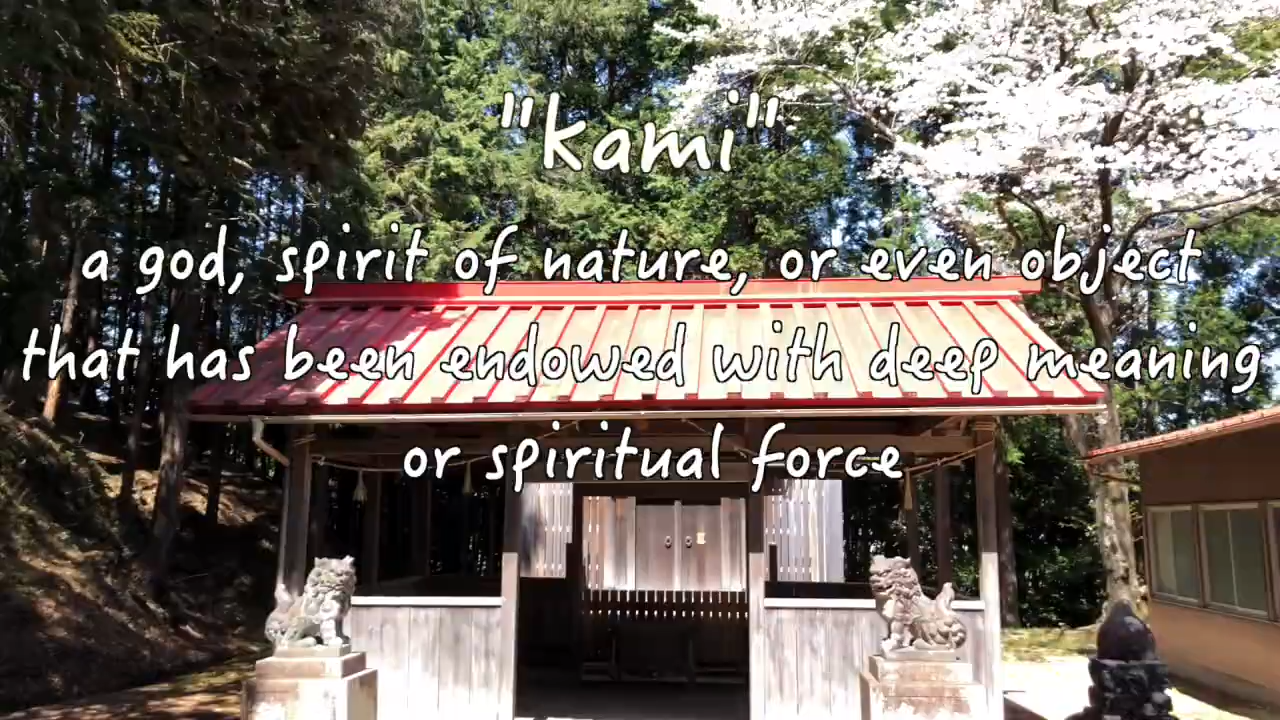 "kami"
a god, spirit of nature, or even object
that has been endowed with deep meaning
or spiritual force